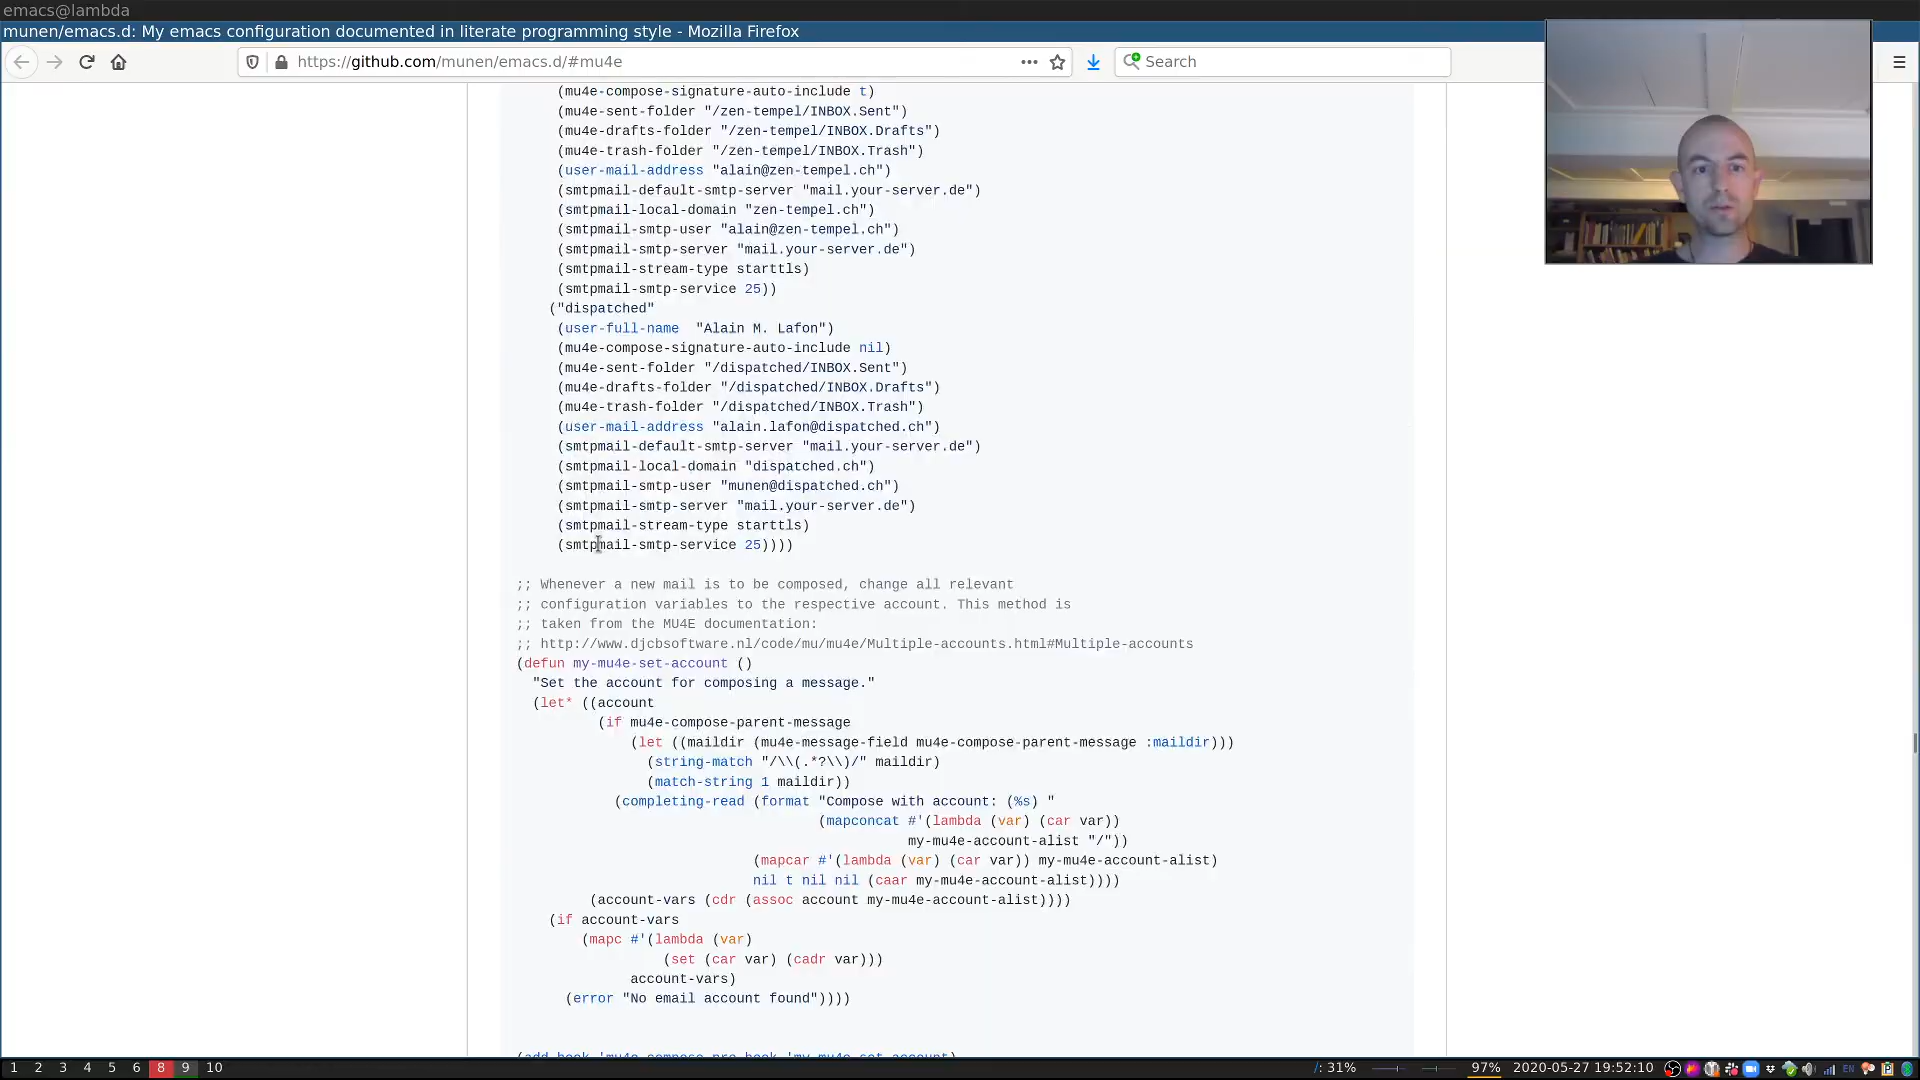 emacs@lambda
munen/emacs.d: My emacs configuration documented in literate programming style - Mozilla Firefox
https://github.com/munen/emacs.d/#mu4e
Search
(mu4e-compose-signature-auto-include t)
(mu4e-sent-folder "/zen-tempel/INBOX.Sent")
(mu4e-drafts-folder "/zen-tempel/INBOX.Drafts")
(mu4e-trash-folder "/zen-tempel/INBOX.Trash")
(user-mail-address "alain@zen-tempel.ch")
(smtpmail-default-smtp-server "mail.your-server.de")
(smtpmail-local-domain "zen-tempel.ch")
(smtpmail-smtp-user "alain@zen-tempel.ch")
(smtpmail-smtp-server "mail.your-server.de")
(smtpmail-stream-type starttls)
(smtpmail-smtp-service 25))
("dispatched"
(user-full-name  "Alain M. Lafon")
(mu4e-compose-signature-auto-include nil)
(mu4e-sent-folder "/dispatched/INBOX.Sent")
(mu4e-drafts-folder "/dispatched/INBOX.Drafts")
(mu4e-trash-folder "/dispatched/INBOX.Trash")
(user-mail-address "alain.lafon@dispatched.ch")
(smtpmail-default-smtp-server "mail.your-server.de")
(smtpmail-local-domain "dispatched.ch")
(smtpmail-smtp-user "munen@dispatched.ch")
(smtpmail-smtp-server "mail.your-server.de")
(smtpmail-stream-type starttls)
(smtpmail-smtp-service 25))))
;; Whenever a new mail is to be composed, change all relevant
;; configuration variables to the respective account. This method is
;; taken from the MU4E documentation:
;; http://www.djcbsoftware.nl/code/mu/mu4e/Multiple-accounts.html#Multiple-accounts
(defun my-mu4e-set-account ()
"Set the account for composing a message."
(let* ((account
(if mu4e-compose-parent-message
(let ((maildir (mu4e-message-field mu4e-compose-parent-message :maildir)))
(string-match "/\\(.*?\\)/" maildir)
(match-string 1 maildir))
(completing-read (format "Compose with account: (%s) "
(mapconcat #'(lambda (var) (car var))
my-mu4e-account-alist "/"))
(mapcar #'(lambda (var) (car var)) my-mu4e-account-alist)
nil t nil nil (caar my-mu4e-account-alist))))
(account-vars (cdr (assoc account my-mu4e-account-alist))))
(if account-vars
(mapc #'(lambda (var)
(set (car var) (cadr var)))
account-vars)
(error "No email account found"))))
(add-hook 'mu4e-compose-pre-hook 'my-mu4e-set-account)
1 2 3 4 5 6 8 9 10
/: 31% 97% 2020-05-27 19:52:10 EN